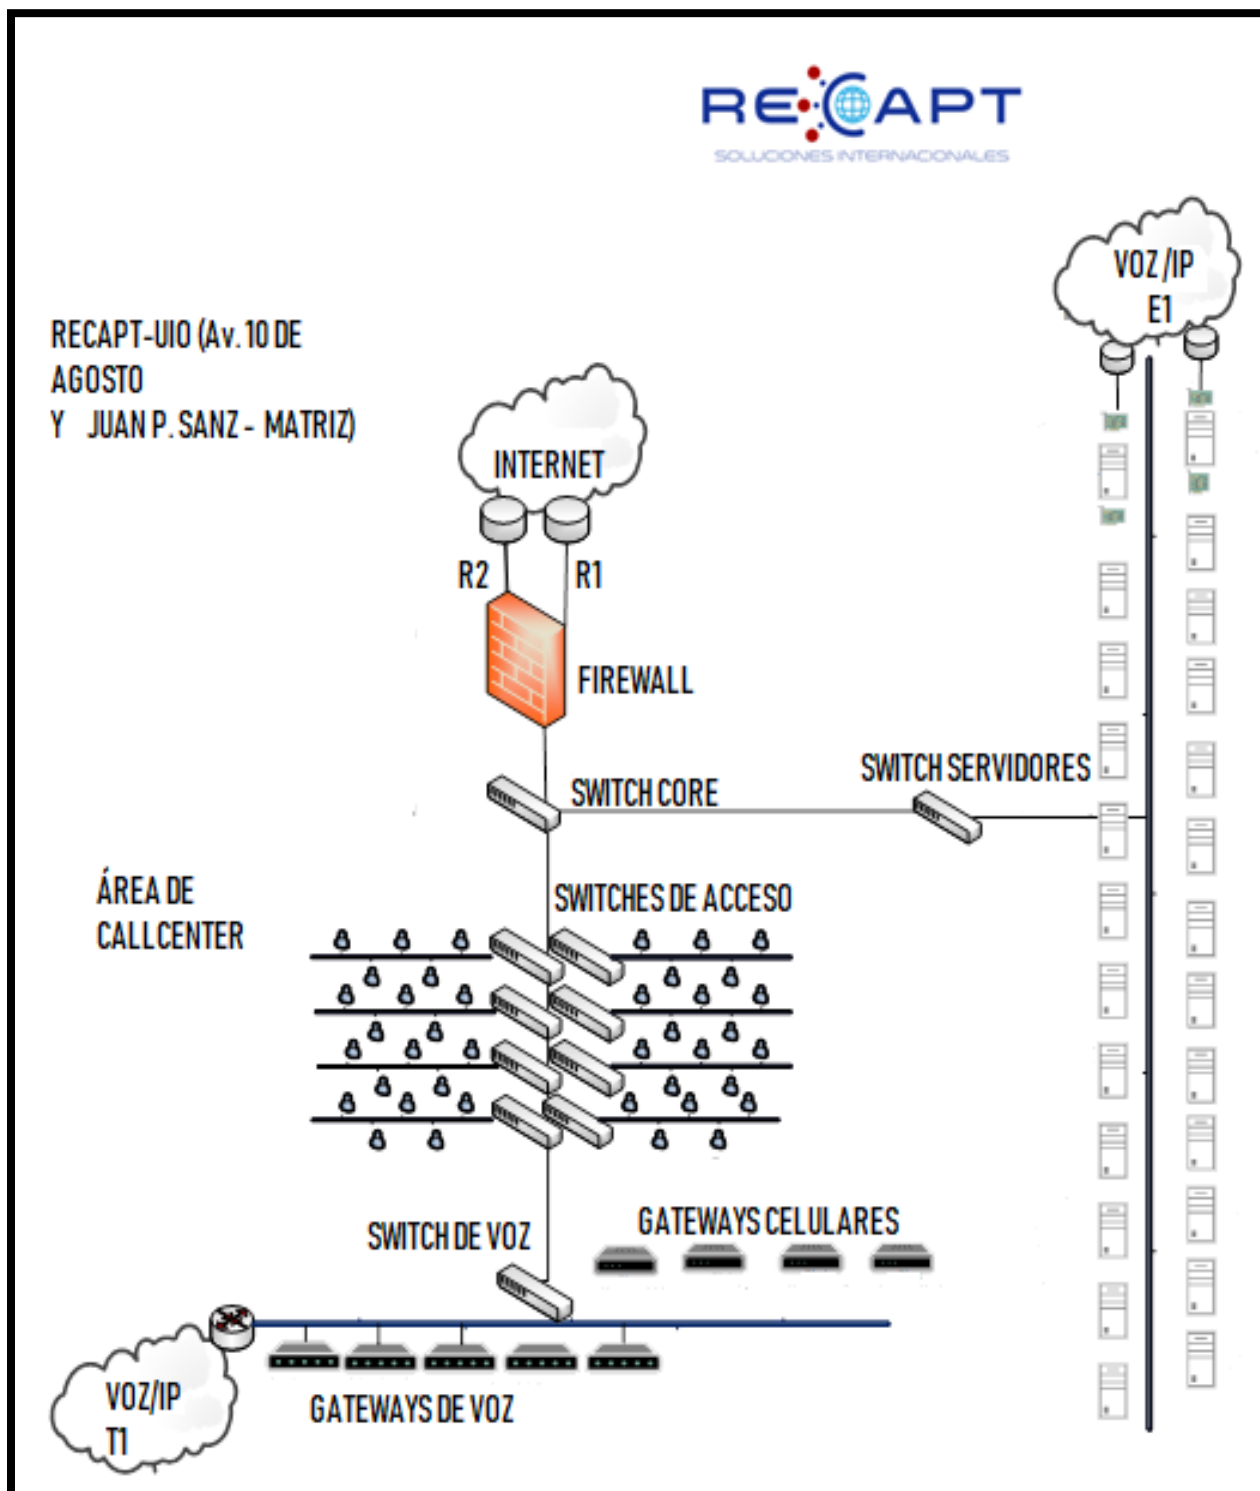 RECAPT
SOLUCIONES INTERNACIONALES
VOZ /IP
E1
RECAPT-UIO (Av. 10 DE
AGOSTO
Y JUAN P. SANZ - MATRIZ)
INTERNET
R2
R1
FIREWALL
SWITCH SERVIDORES
SWITCH CORE
ÁREA DE
CALLCENTER
SWITCHES DE ACCESO
SWITCH DE VOZ
GATEWAYS CELULARES
VOZ/IP
T1
GATEWAYS DE VOZ